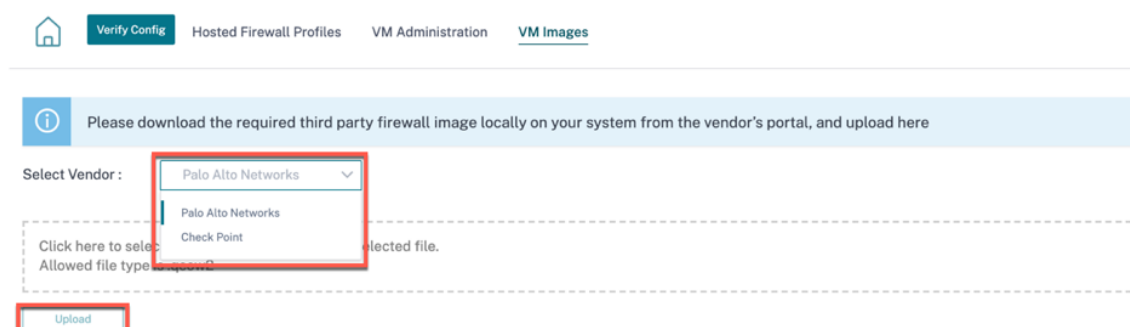 Verify Config Hosted Firewall Profiles VM Administration VM Images
Please download the required third party firewall image locally on your system from the vendor's portal, and upload here
Select Vendor : Palo Alto Networks
Palo Alto Networks
Check Point
Click here to selec elected file.
Allowed file type
Upload